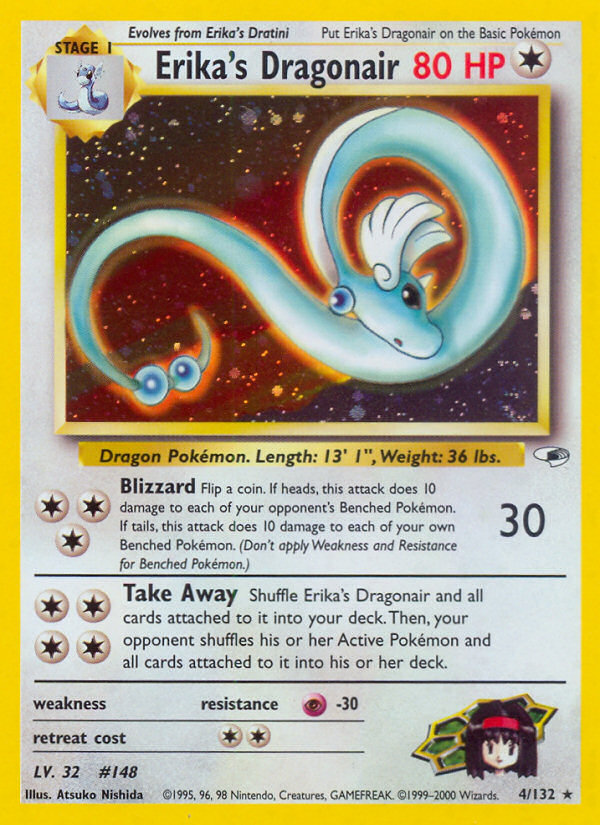 Evolves from Erika's Dratini
Put Erika's Dragonair on the Basic Pokémon
STAGE 1
Erika's Dragonair 80 HP
Dragon Pokémon. Length: 13' 1", Weight: 36 lbs.
Blizzard Flip a coin. If heads, this attack does 10
damage to each of your opponent's Benched Pokémon.
If tails, this attack does 10 damage to each of your own
Benched Pokémon. (Don't apply Weakness and Resistance
for Benched Pokémon.)
30
Take Away Shuffle Erika's Dragonair and all
cards attached to it into your deck. Then, your
opponent shuffles his or her Active Pokémon and
all cards attached to it into his or her deck.
weakness
resistance -30
retreat cost
LV. 32 #148
Illus. Atsuko Nishida
©1995, 96, 98 Nintendo, Creatures, GAMEFREAK. ©1999-2000 Wizards.
4/132 ★